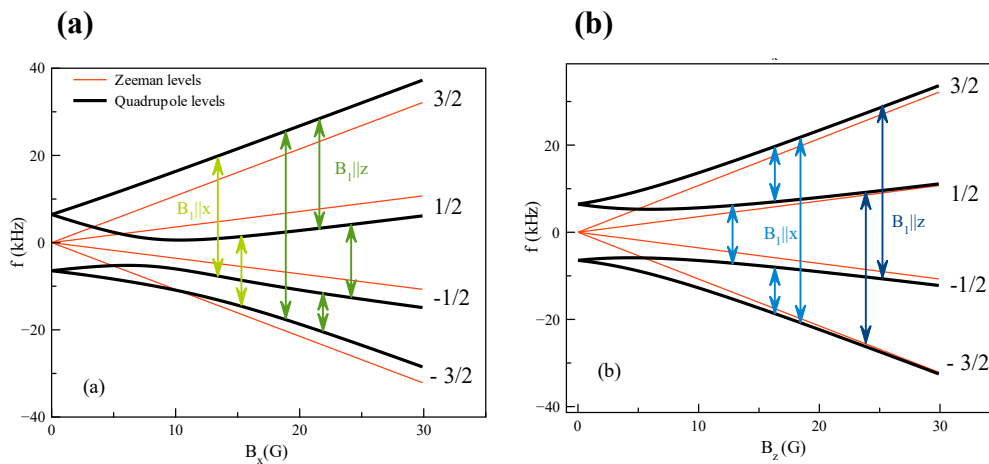 (a)
40
20
0
−20
−40
f (kHz)
Zeeman levels
Quadrupole levels
B₁||x
B₁||z
3/2
1/2
-1/2
- 3/2
(a)
0
10
20
30
Bₓ(G)
(b)
40
20
0
−20
−40
f (kHz)
B₁||x
B₁||z
3/2
1/2
-1/2
- 3/2
(b)
0
10
20
30
B_z(G)